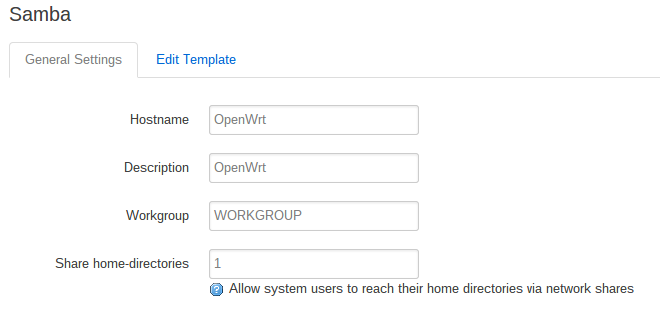 Samba
General Settings Edit Template
Hostname OpenWrt
Description OpenWrt
Workgroup WORKGROUP
Share home-directories 1
Allow system users to reach their home directories via network shares